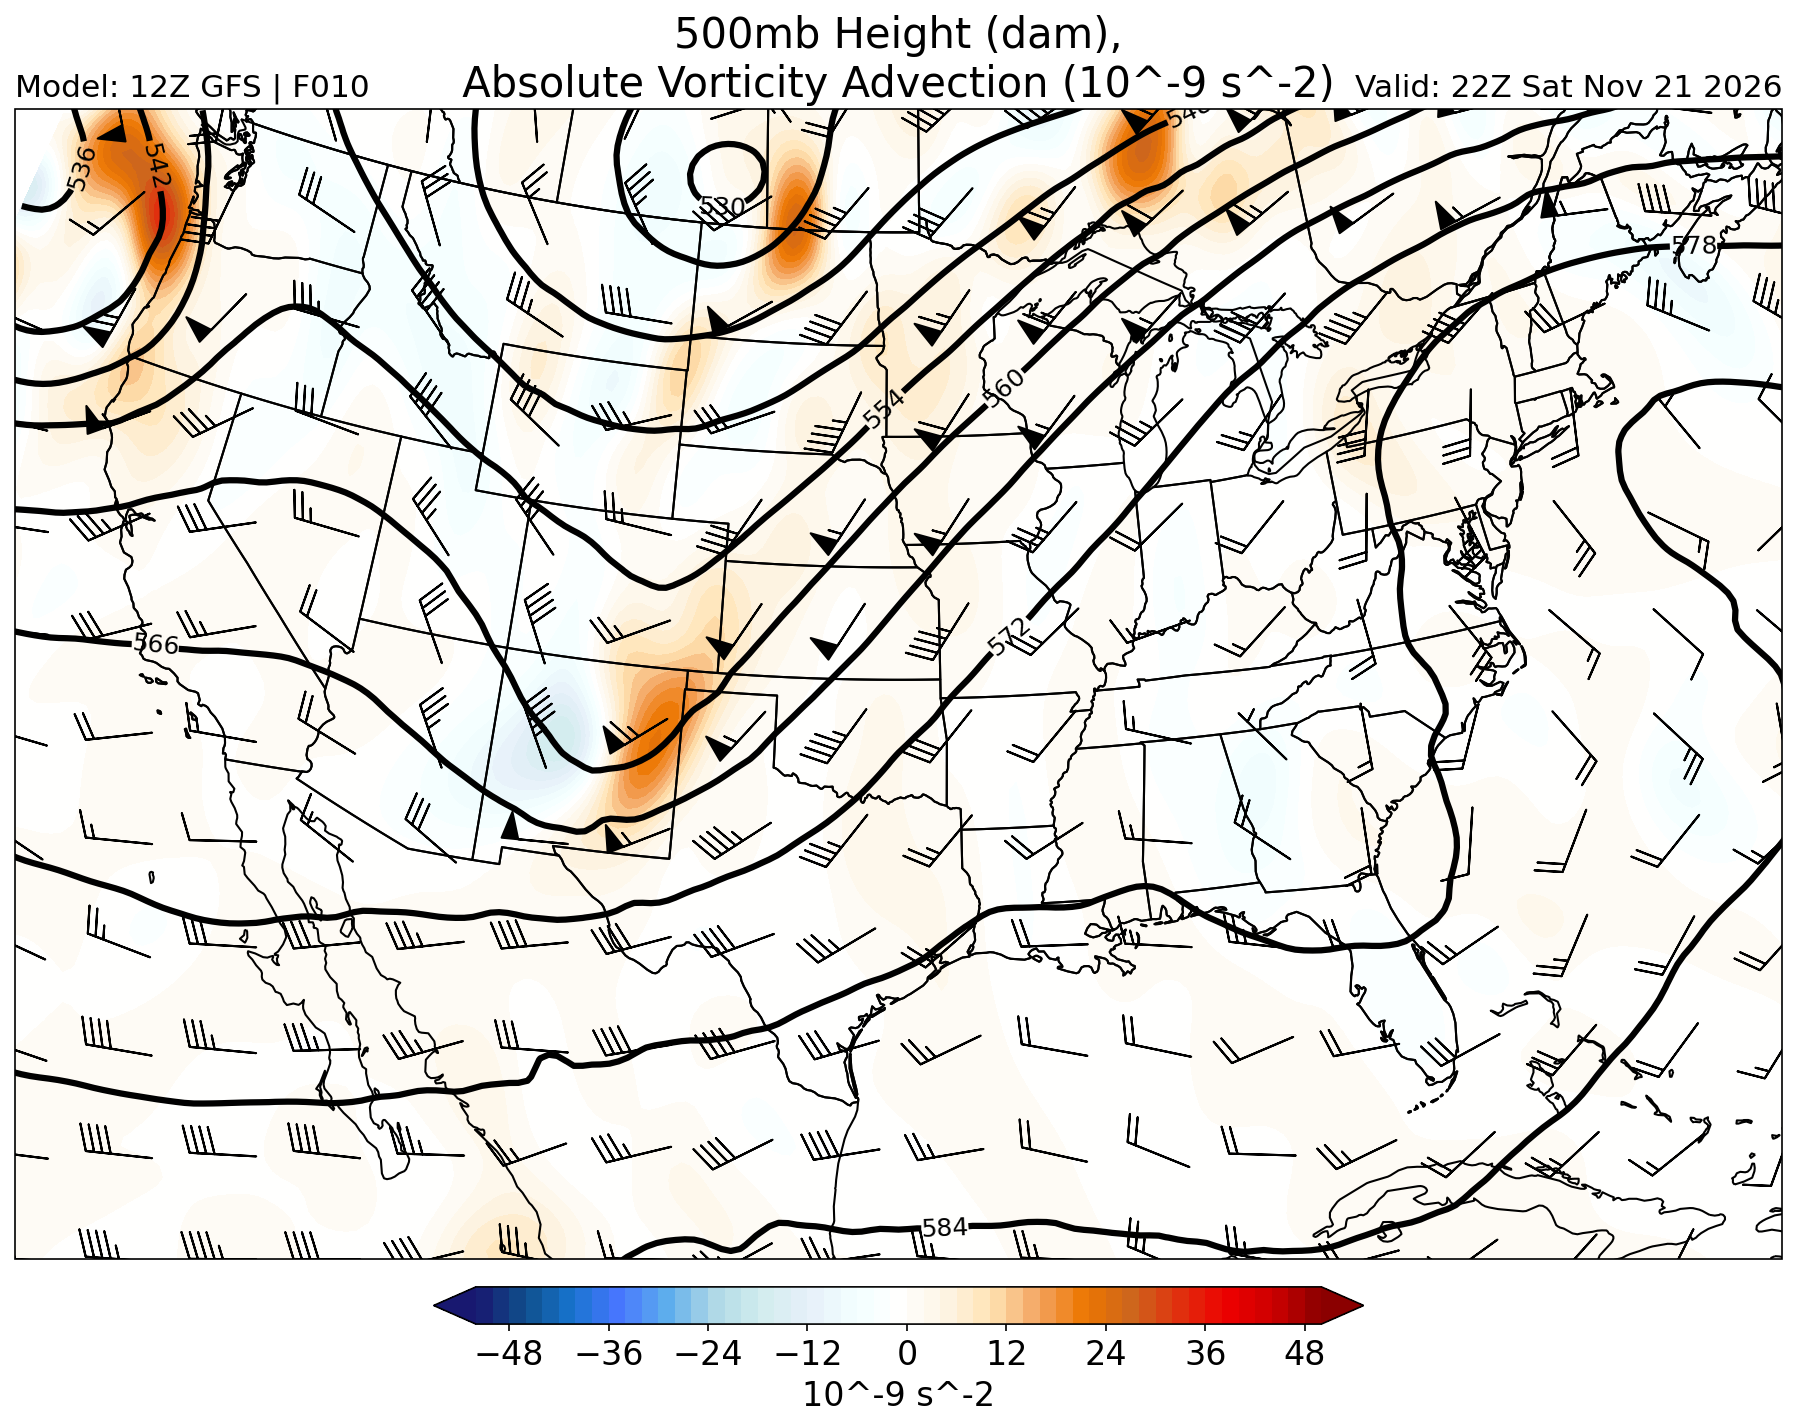 500mb Height (dam),
Absolute Vorticity Advection (10^-9 s^-2)
Model: 12Z GFS | F010
Valid: 22Z Sat Nov 21 2026
536
542
530
578
554
560
572
566
584
−48 −36 −24 −12 0 12 24 36 48
10^-9 s^-2